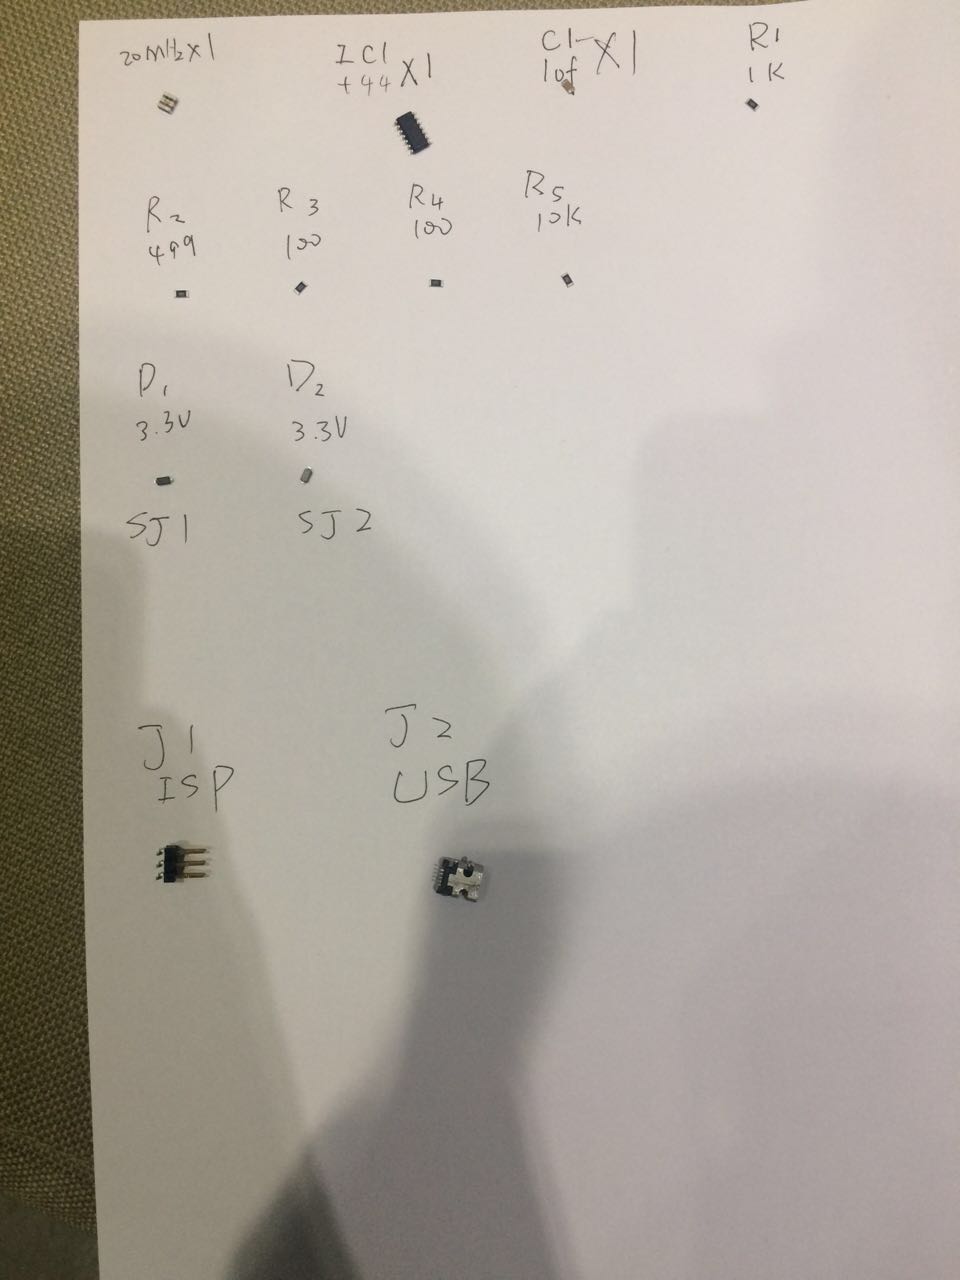 20MHz X1
IC1
t44 X1
C1- X1
1of
R1
1K
R2
499
R3
100
R4
100
R5
10K
D1
3.3V
D2
3.3V
SJ1
SJ2
J1
ISP
J2
USB